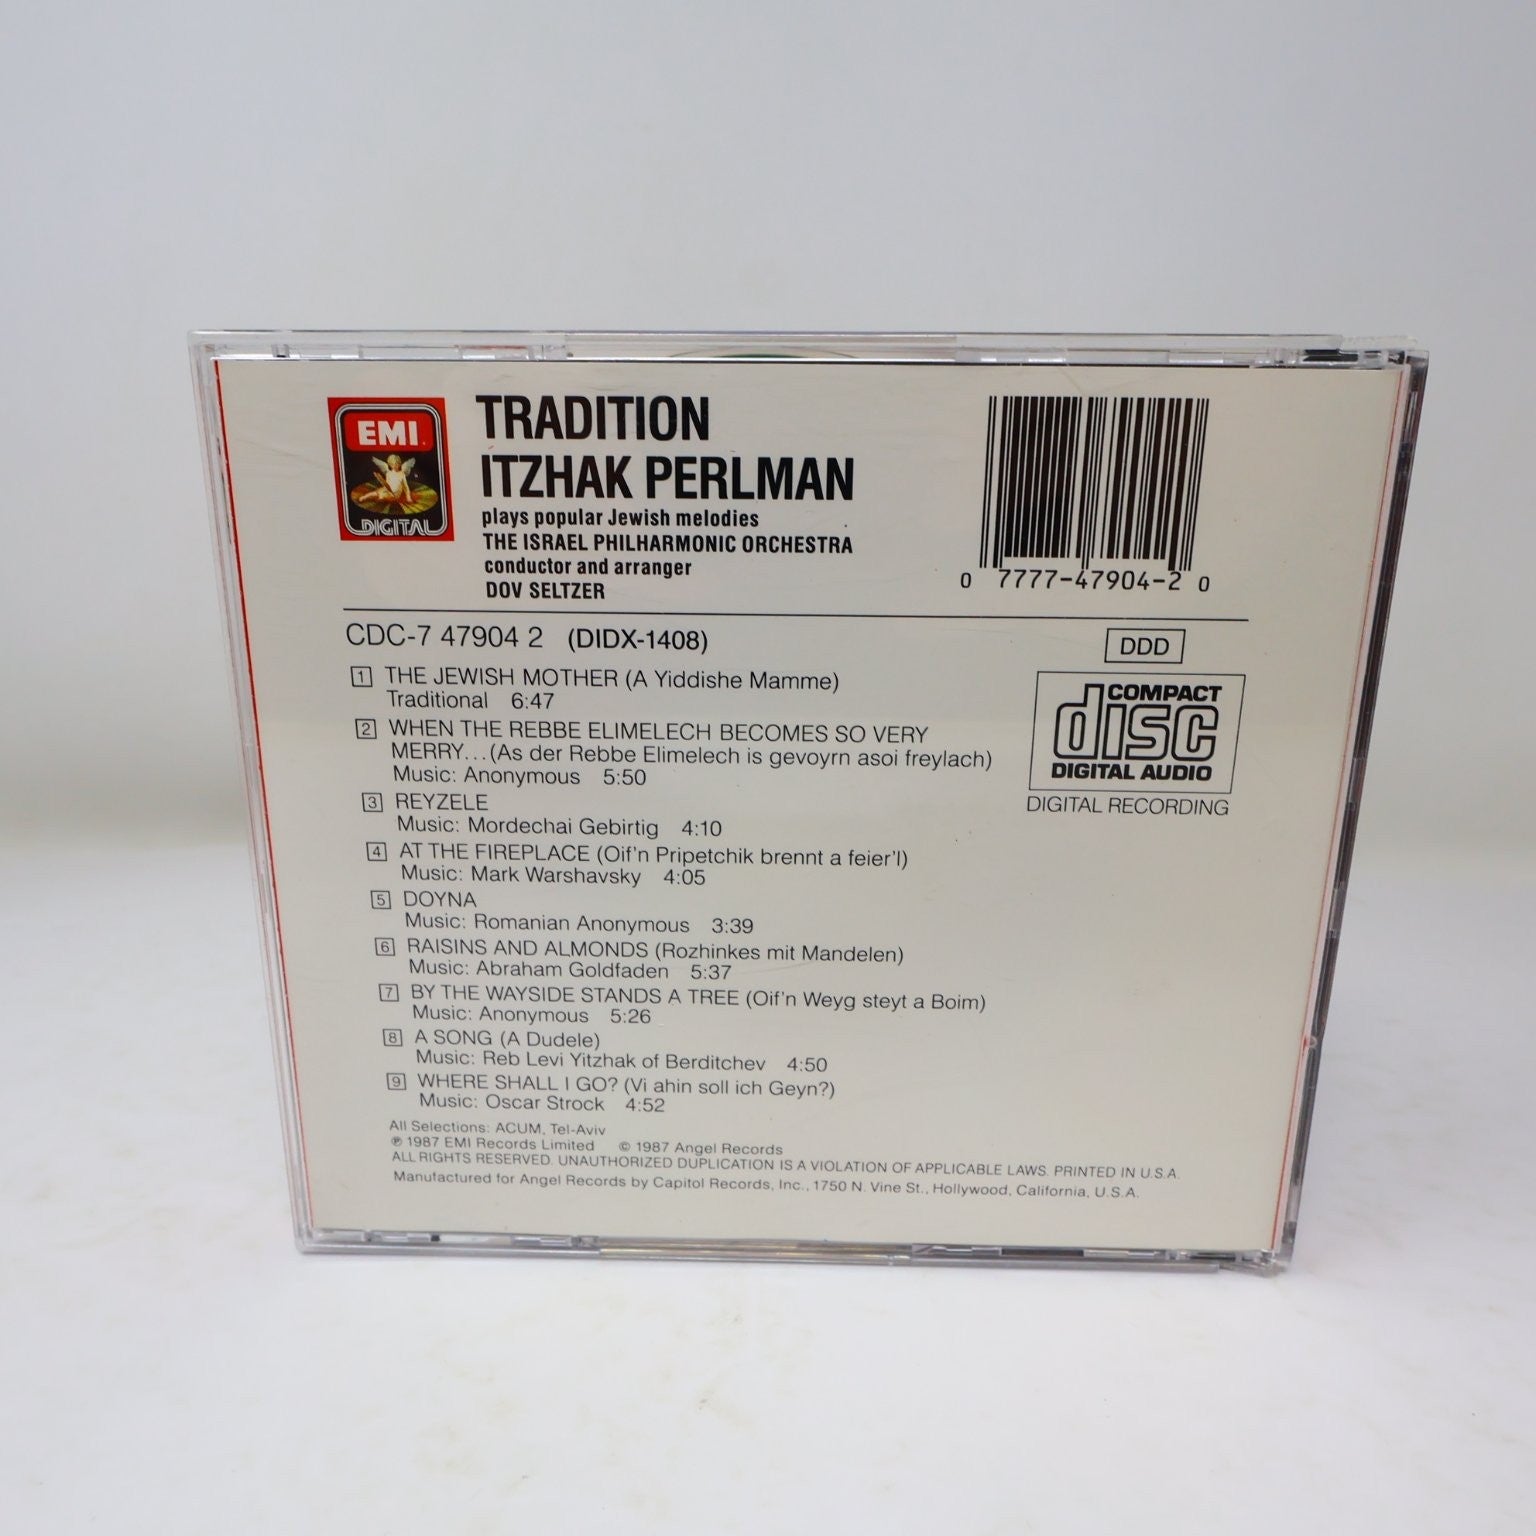 EMI
DIGITAL
TRADITION
ITZHAK PERLMAN
plays popular Jewish melodies
THE ISRAEL PHILHARMONIC ORCHESTRA
conductor and arranger
DOV SELTZER
0 7777-47904-2 0
CDC-7 47904 2 (DIDX-1408)
DDD
COMPACT
disc
DIGITAL AUDIO
DIGITAL RECORDING
1 THE JEWISH MOTHER (A Yiddishe Mamme)
Traditional 6:47
2 WHEN THE REBBE ELIMELECH BECOMES SO VERY
MERRY...(As der Rebbe Elimelech is gevoyrn asoi freylach)
Music: Anonymous 5:50
3 REYZELE
Music: Mordechai Gebirtig 4:10
4 AT THE FIREPLACE (Oif'n Pripetchik brennt a feier'l)
Music: Mark Warshavsky 4:05
5 DOYNA
Music: Romanian Anonymous 3:39
6 RAISINS AND ALMONDS (Rozhinkes mit Mandelen)
Music: Abraham Goldfaden 5:37
7 BY THE WAYSIDE STANDS A TREE (Oif'n Weyg steyt a Boim)
Music: Anonymous 5:26
8 A SONG (A Dudele)
Music: Reb Levi Yitzhak of Berditchev 4:50
9 WHERE SHALL I GO? (Vi ahin soll ich Geyn?)
Music: Oscar Strock 4:52
All Selections: ACUM, Tel-Aviv
℗ 1987 EMI Records Limited © 1987 Angel Records
ALL RIGHTS RESERVED. UNAUTHORIZED DUPLICATION IS A VIOLATION OF APPLICABLE LAWS. PRINTED IN U.S.A.
Manufactured for Angel Records by Capitol Records, Inc., 1750 N. Vine St., Hollywood, California, U.S.A.